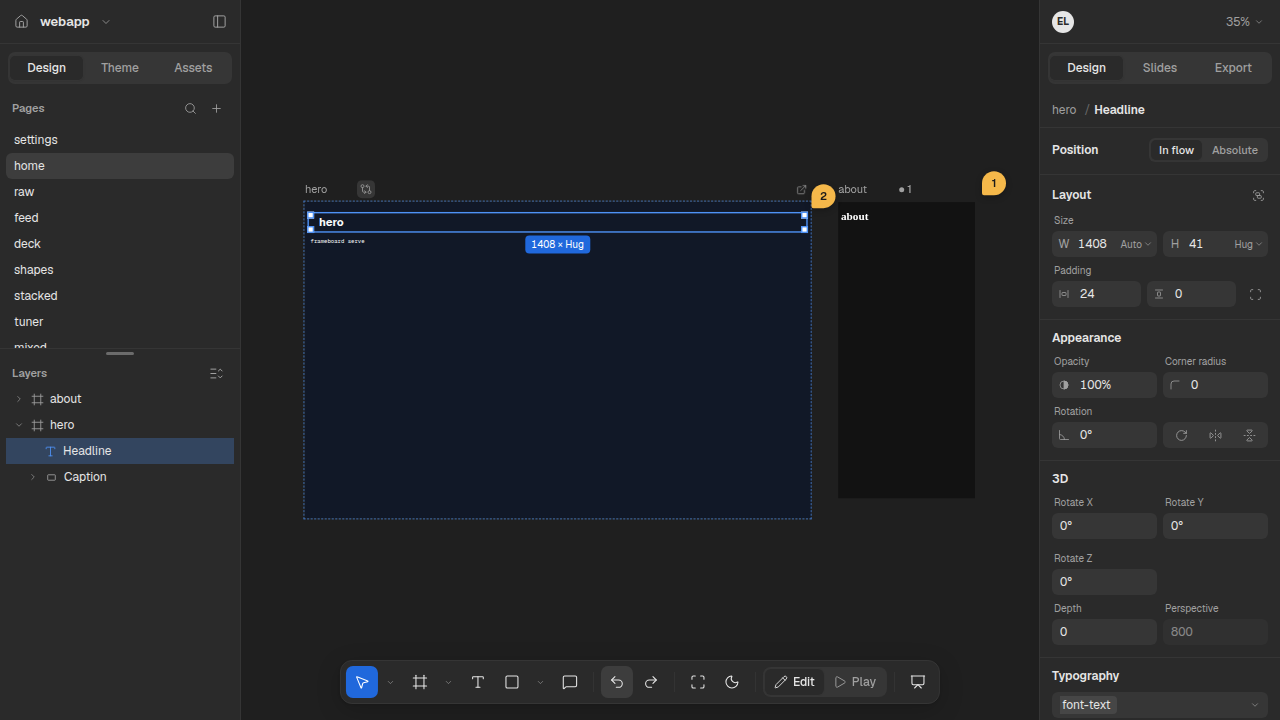 webapp
Design
Theme
Assets
Pages
settings
home
raw
feed
deck
shapes
stacked
tuner
mixed
Layers
about
hero
Headline
Caption
hero
2
about
1
1
hero
frameboard serve
1408 × Hug
about
Edit
Play
EL
35%
Design
Slides
Export
hero / Headline
Position
In flow
Absolute
Layout
Size
W 1408 Auto
H 41 Hug
Padding
24
0
Appearance
Opacity
Corner radius
100%
0
Rotation
0°
3D
Rotate X
Rotate Y
0°
0°
Rotate Z
0°
Depth
Perspective
0
800
Typography
font-text